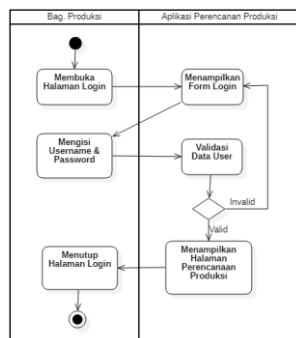 Bag. Produksi
Aplikasi Perencanan Produksi
Membuka
Halaman Login
Menampilkan
Form Login
Mengisi
Username &
Password
Validasi
Data User
Invalid
Valid
Menutup
Halaman Login
Menampilkan
Halaman
Perencanaan
Produksi